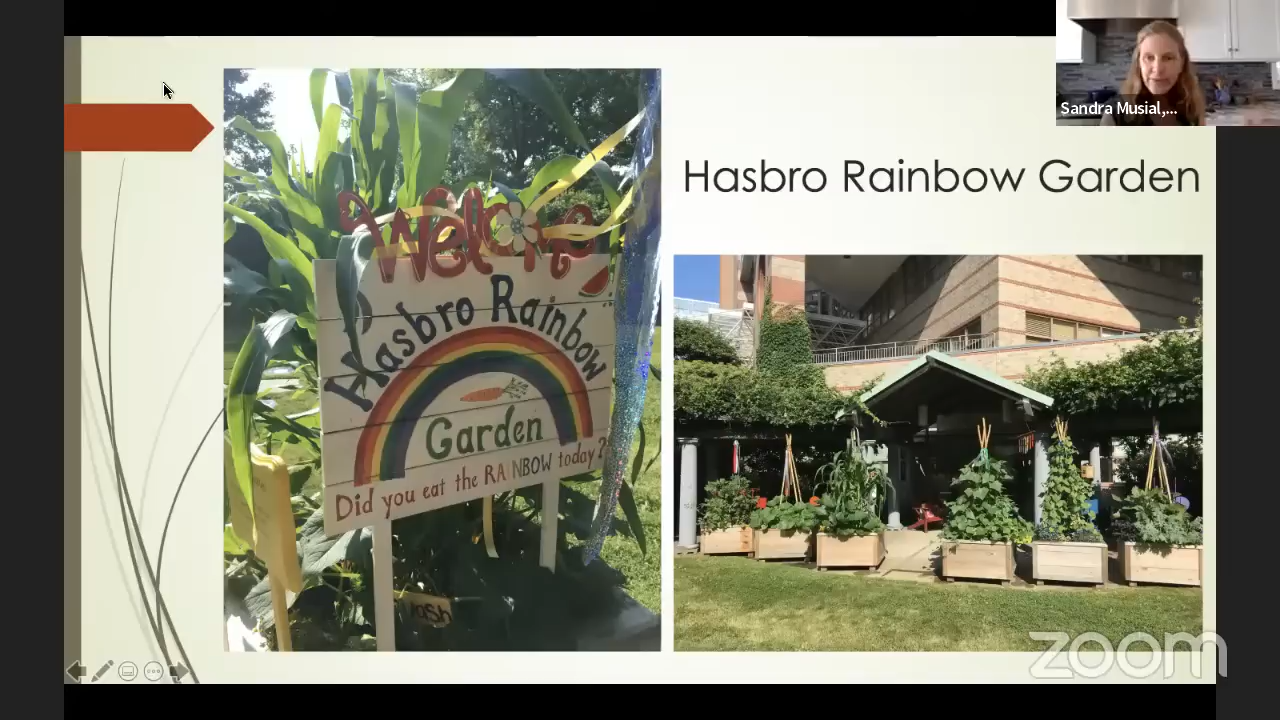 Sandra Musial,...
Hasbro Rainbow Garden
Welcome
Hasbro Rainbow
Garden
Did you eat the RAINBOW today?
zoom